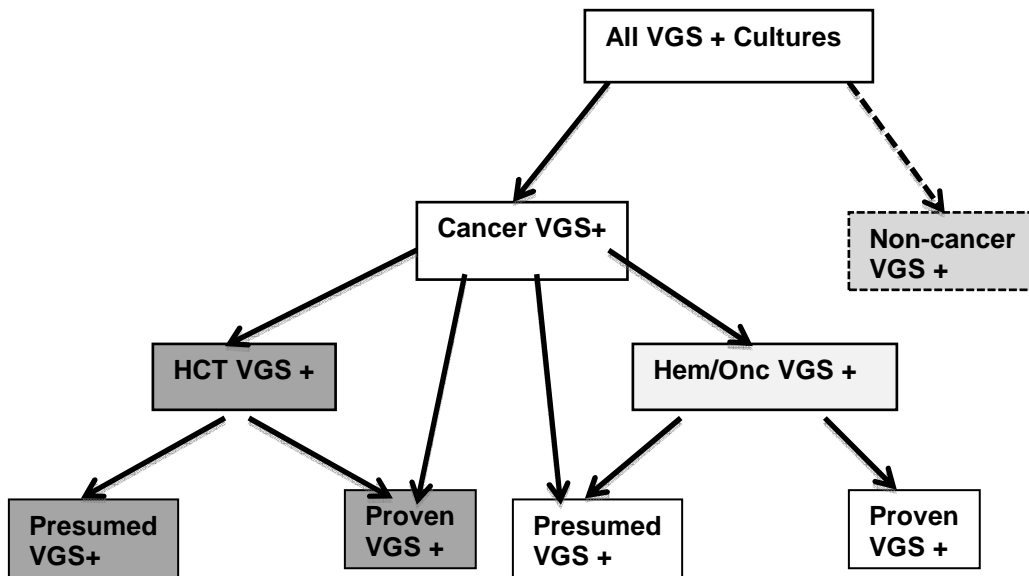 All VGS + Cultures
Cancer VGS+
Non-cancer
VGS +
HCT VGS +
Hem/Onc VGS +
Presumed
VGS+
Proven
VGS +
Presumed
VGS +
Proven
VGS +